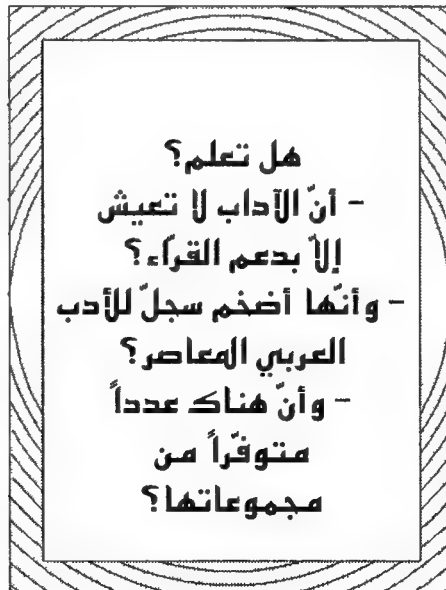 هل تعلم؟
- أنّ الآداب لا تعيش
إلاّ بدعم القرّاء؟
- وأنّها أضخم سجلّ للأدب
العربي المعاصر؟
- وأنّ هناك عدداً
متوفّراً من
مجموعاتها؟